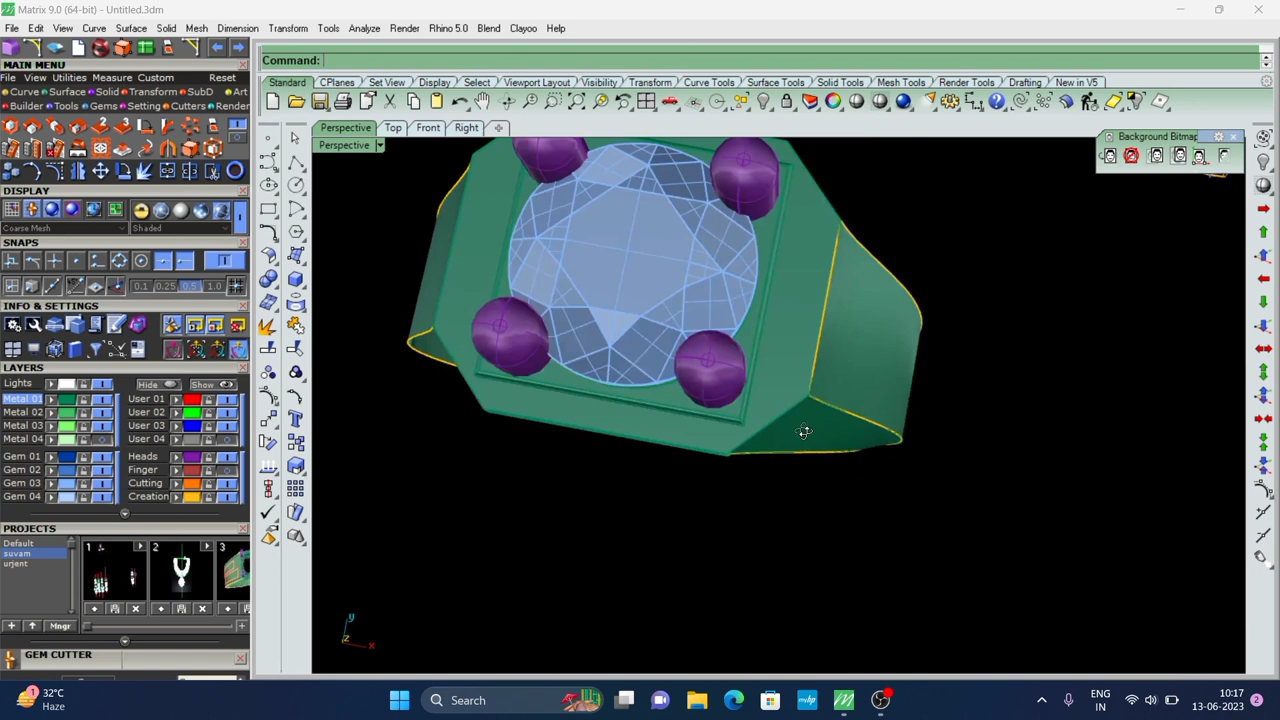 Matrix 9.0 (64-bit) - Untitled.3dm
File Edit View Curve Surface Solid Mesh Dimension Transform Tools Analyze Render Rhino 5.0 Blend Clayoo Help
MAIN MENU
Command:
File View Utilities Measure Custom Reset
Standard CPlanes Set View Display Select Viewport Layout Visibility Transform Curve Tools Surface Tools Solid Tools Mesh Tools Render Tools Drafting New in V5
Curve Surface Solid Transform SubD Art
Builder Tools Gems Setting Cutters Render
Perspective Top Front Right
Perspective
Background Bitmap
DISPLAY
Coarse Mesh Shaded
SNAPS
0.1 0.25 0.5 1.0
INFO & SETTINGS
LAYERS
Lights Hide Show
Metal 01 User 01
Metal 02 User 02
Metal 03 User 03
Metal 04 User 04
Gem 01 Heads
Gem 02 Finger
Gem 03 Cutting
Gem 04 Creation
PROJECTS
Default
suvam
urjent
1 2 3
Mngr
GEM CUTTER
y
z
x
1
32°C
Haze
Search
mhp
ENG
IN
10:17
13-06-2023
2